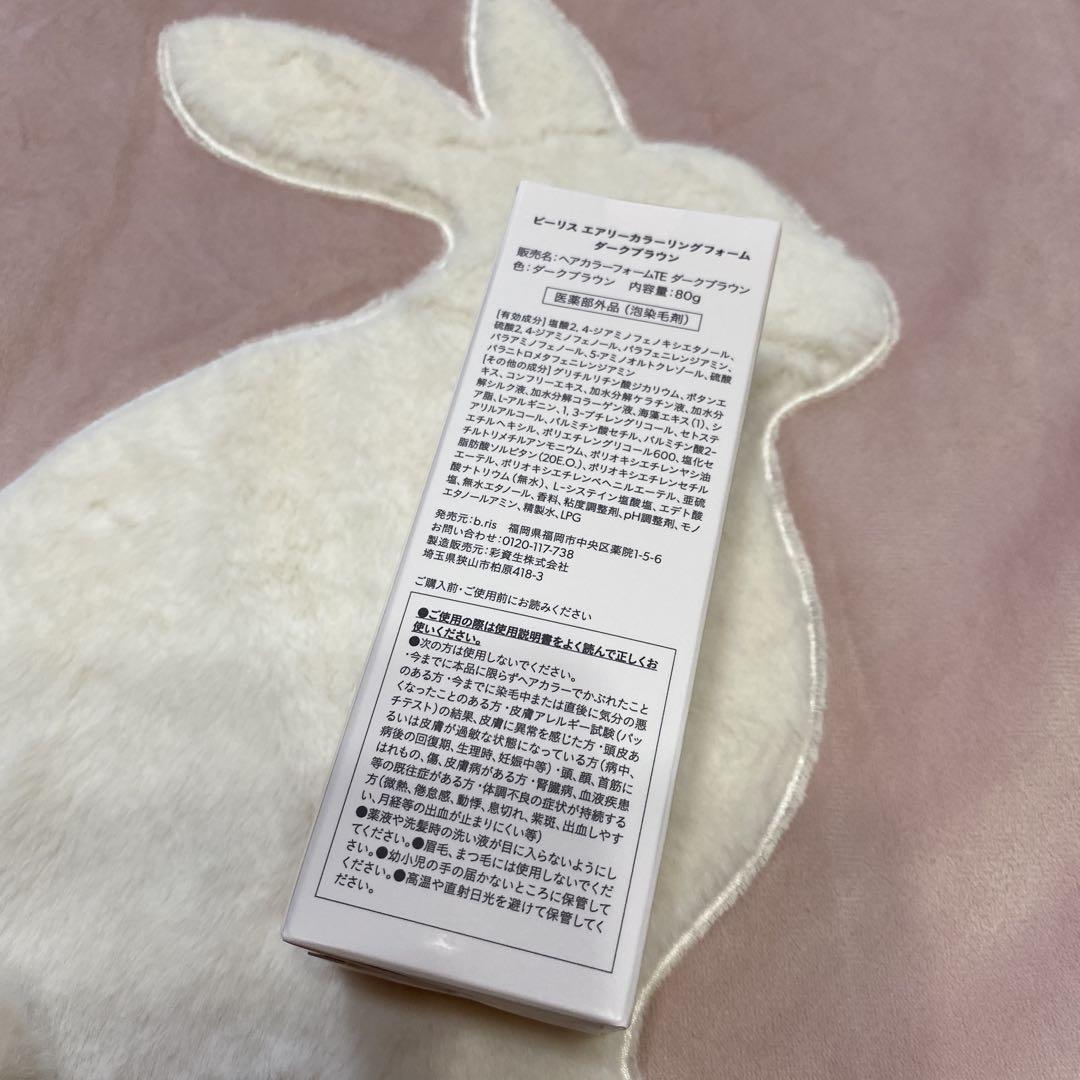 ビーリス エアリーカラーリングフォーム
ダークブラウン
販売名：ヘアカラーフォームTE ダークブラウン
色：ダークブラウン　内容量：80g
医薬部外品（泡染毛剤）
[有効成分] 塩酸2, 4-ジアミノフェノキシエタノール、
硫酸2, 4-ジアミノフェノール、パラフェニレンジアミン、
パラアミノフェノール、5-アミノオルトクレゾール、硫酸
パラニトロメタフェニレンジアミン
[その他の成分] グリチルリチン酸ジカリウム、ボタンエ
キス、コンフリーエキス、加水分解ケラチン液、加水分
解シルク液、加水分解コラーゲン液、海藻エキス（1）、シ
ア脂、L-アルギニン、1, 3-ブチレングリコール、セトステ
アリルアルコール、パルミチン酸セチル、パルミチン酸2-
エチルヘキシル、ポリエチレングリコール600、塩化セ
チルトリメチルアンモニウム、ポリオキシエチレンヤシ油
脂肪酸ソルビタン（20E.O.）、ポリオキシエチレンセチル
エーテル、ポリオキシエチレンベヘニルエーテル、亜硫
酸ナトリウム（無水）、L-システイン塩酸塩、エデト酸
塩、無水エタノール、香料、粘度調整剤、pH調整剤、モノ
エタノールアミン、精製水、LPG
発売元：b.ris　福岡県福岡市中央区薬院1-5-6
お問い合わせ：0120-117-738
製造販売元：彩資生株式会社
埼玉県狭山市柏原418-3
ご購入前・ご使用前にお読みください
●ご使用の際は使用説明書をよく読んで正しくお
使いください。
●次の方は使用しないでください。
・今までに本品に限らずヘアカラーでかぶれたこと
のある方・今までに染毛中または直後に気分の悪
くなったことのある方・皮膚アレルギー試験（パッ
チテスト）の結果、皮膚に異常を感じた方・頭皮あ
るいは皮膚が過敏な状態になっている方（病中、
病後の回復期、生理時、妊娠中等）・頭、顔、首筋に
はれもの、傷、皮膚病がある方・腎臓病、血液疾患
等の既往症がある方・体調不良の症状が持続する
方（微熱、倦怠感、動悸、息切れ、紫斑、出血しやす
い、月経等の出血が止まりにくい等）
●薬液や洗髪時の洗い液が目に入らないようにし
てください。●眉毛、まつ毛には使用しないでくだ
さい。●幼小児の手の届かないところに保管して
ください。●高温や直射日光を避けて保管してく
ださい。